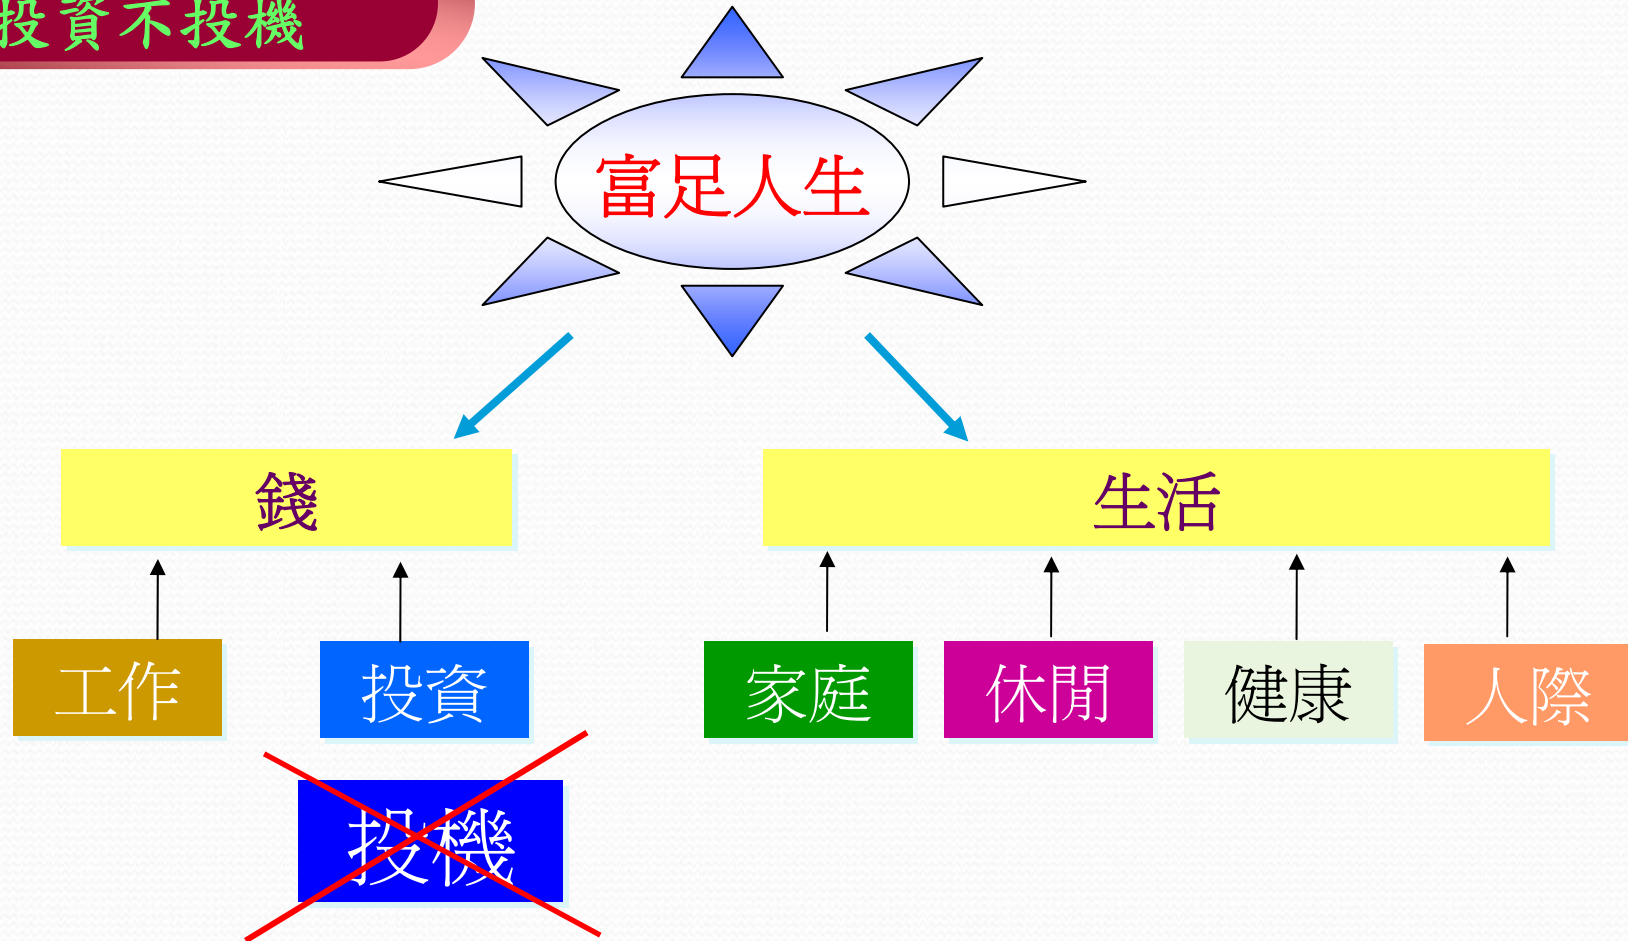 投資不投機
富足人生
錢
生活
工作
投資
家庭
休閒
健康
人際
投機